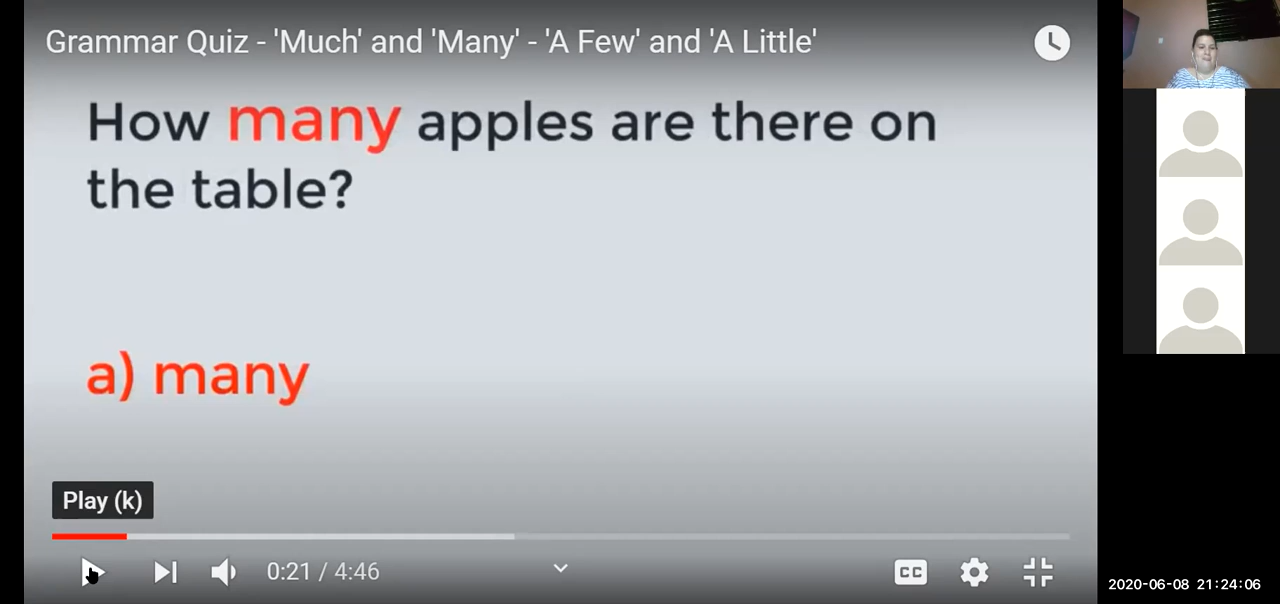 Grammar Quiz - 'Much' and 'Many' - 'A Few' and 'A Little'
How many apples are there on
the table?
a) many
Play (k)
0:21 / 4:46
CC
2020-06-08 21:24:06